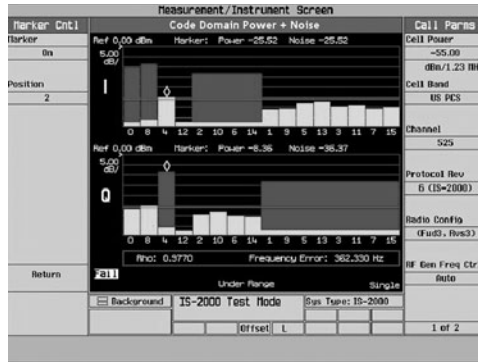 Measurement/Instrument Screen
Marker Cntl
Code Domain Power + Noise
Call Parms
Marker
On
Position
2
Return
Ref 0.00 dBm Marker: Power -25.52 Noise -25.52
5.00
dB/
I
0 8 4 12 2 6 10 14 1 9 5 13 3 11 7 15
Ref 0.00 dBm Marker: Power -8.36 Noise -36.37
5.00
dB/
Q
0 8 4 12 2 10 6 14 1 9 5 13 3 11 7 15
Rho: 0.9770 Frequency Error: 362.330 Hz
Fail
Under Range
Single
Background
IS-2000 Test Mode
Sys Type: IS-2000
Offset L
Cell Power
-55.00
dBm/1.23 MH
Cell Band
US PCS
Channel
525
Protocol Rev
6 (IS-2000)
Radio Config
(Fwd3, Rvs3)
RF Gen Freq Ctr
Auto
1 of 2